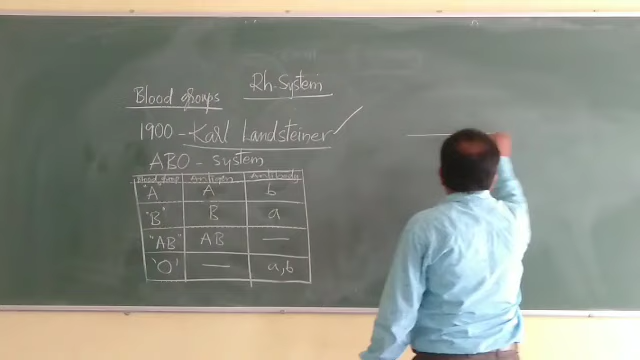 Rh-System
Blood groups
1900 - Karl Landsteiner
ABO - system
Blood group Antigen Antibody
"A" A b
"B" B a
"AB" AB —
'O' — a,b